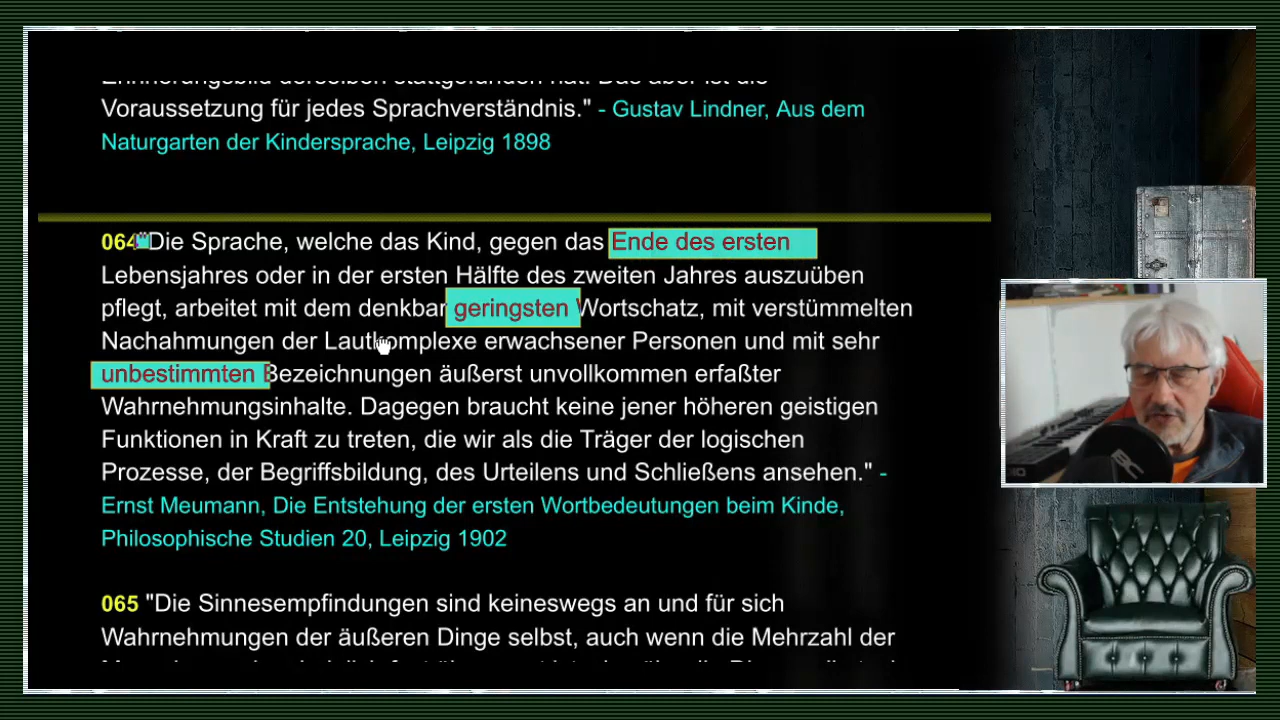 Voraussetzung für jedes Sprachverständnis." - Gustav Lindner, Aus dem
Naturgarten der Kindersprache, Leipzig 1898
064 "Die Sprache, welche das Kind, gegen das Ende des ersten
Lebensjahres oder in der ersten Hälfte des zweiten Jahres auszuüben
pflegt, arbeitet mit dem denkbar geringsten Wortschatz, mit verstümmelten
Nachahmungen der Lautkomplexe erwachsener Personen und mit sehr
unbestimmten Bezeichnungen äußerst unvollkommen erfaßter
Wahrnehmungsinhalte. Dagegen braucht keine jener höheren geistigen
Funktionen in Kraft zu treten, die wir als die Träger der logischen
Prozesse, der Begriffsbildung, des Urteilens und Schließens ansehen." -
Ernst Meumann, Die Entstehung der ersten Wortbedeutungen beim Kinde,
Philosophische Studien 20, Leipzig 1902
065 "Die Sinnesempfindungen sind keineswegs an und für sich
Wahrnehmungen der äußeren Dinge selbst, auch wenn die Mehrzahl der